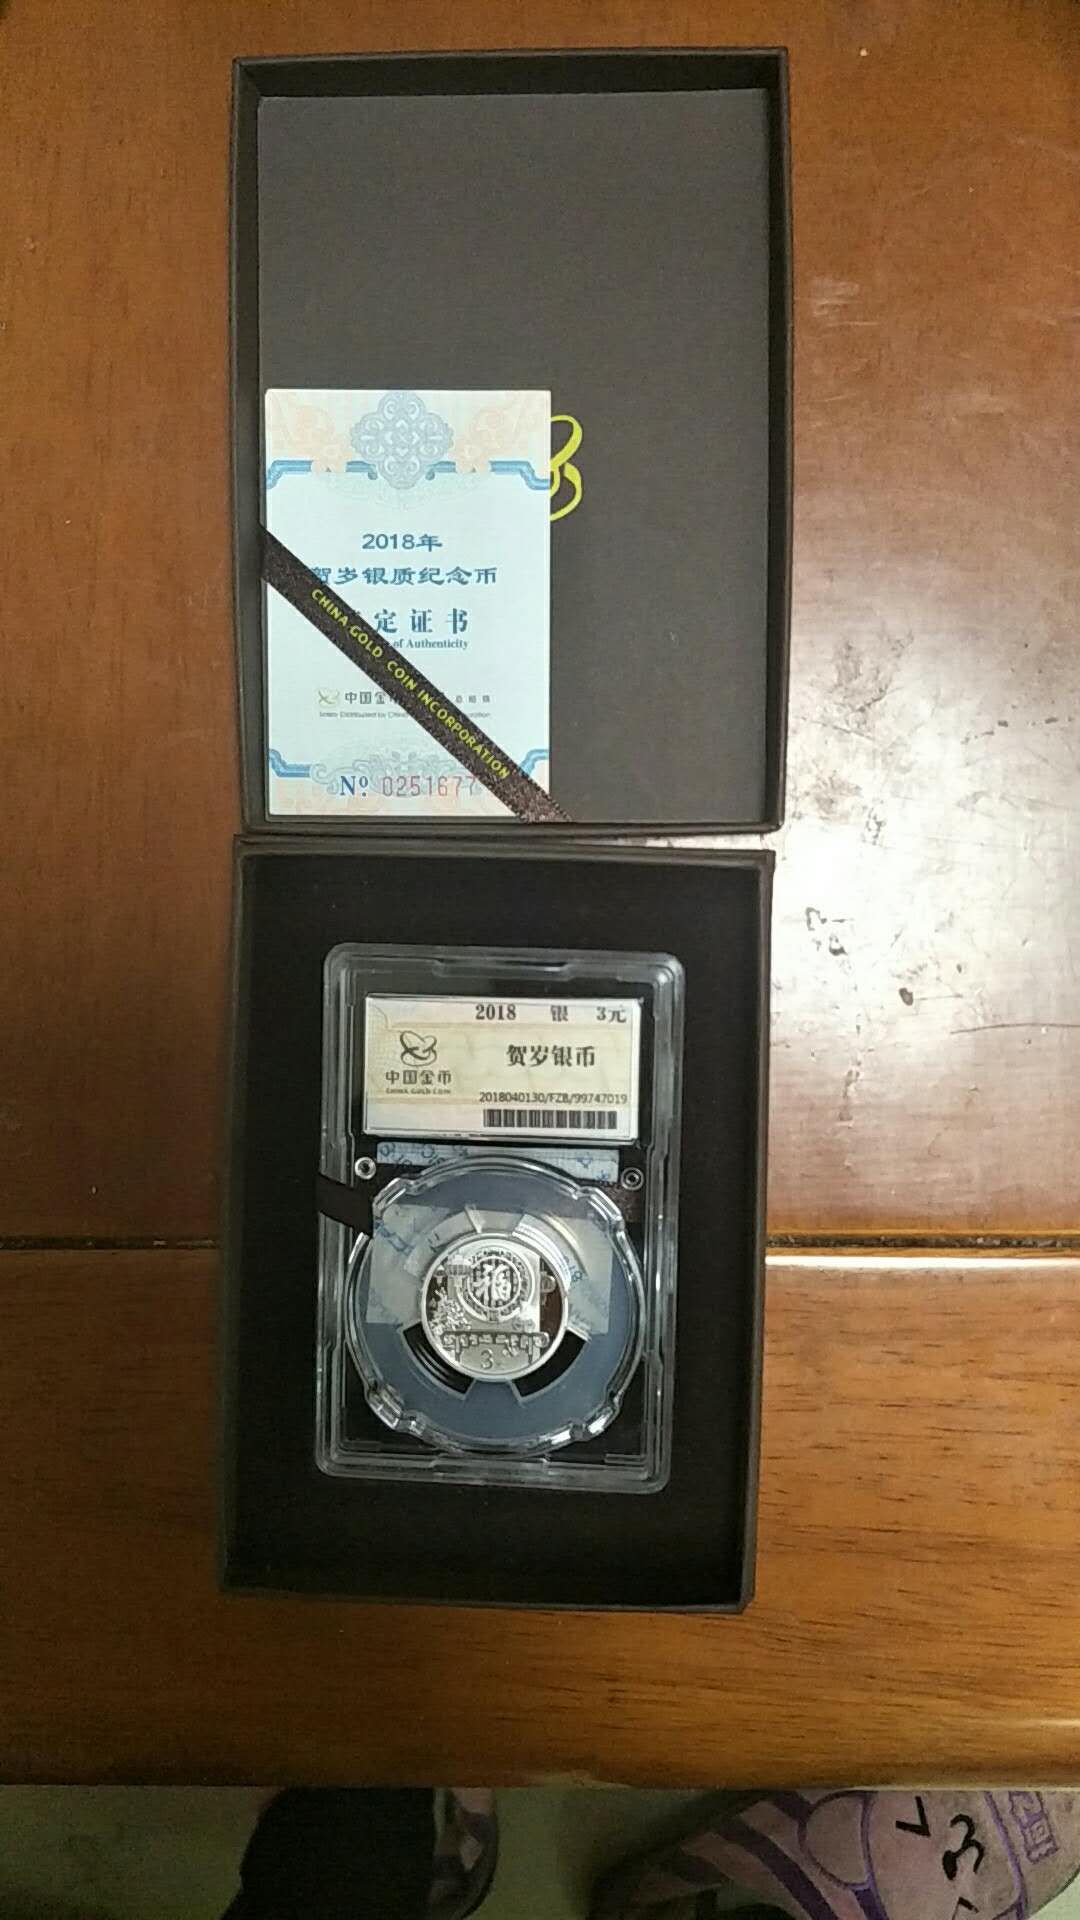 2018年
贺岁银质纪念币
定证书
of Authenticity
中国金币
CHINA GOLD COIN INCORPORATION
Nº 0251677
2018 银 3元
贺岁银币
中国金币
CHINA GOLD COIN
2018040130/FZB/99747019
福
3